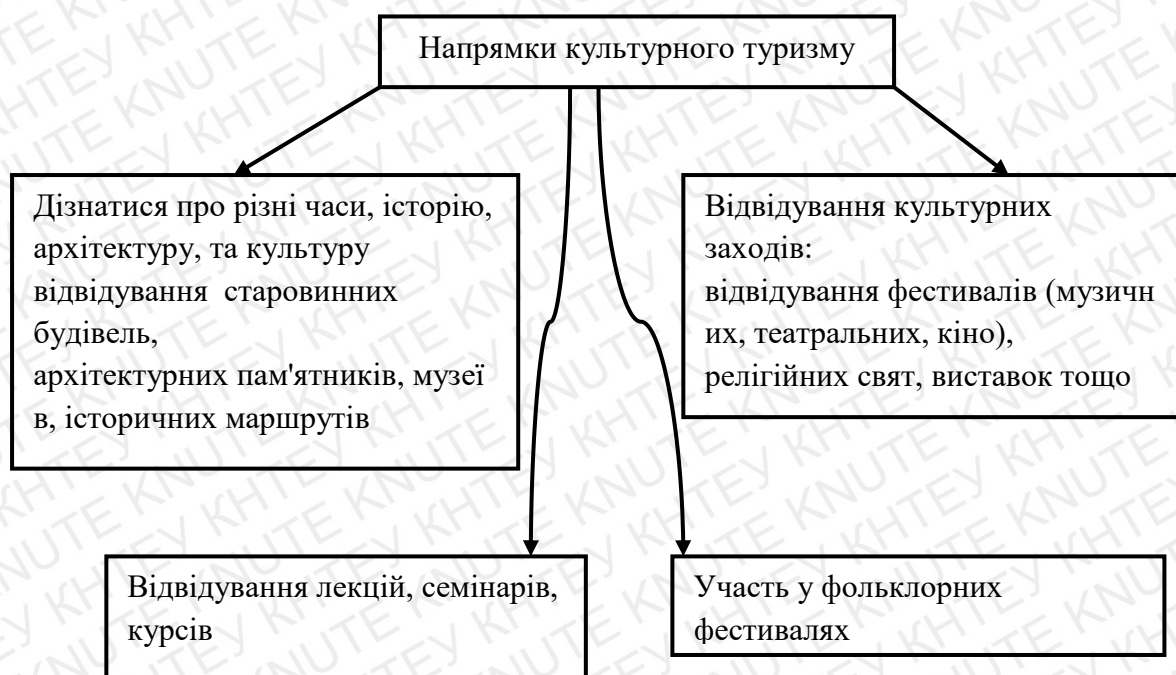 Напрямки культурного туризму
Дізнатися про різні часи, історію,
архітектуру, та культуру
відвідування старовинних
будівель,
архітектурних пам'ятників, музеї
в, історичних маршрутів
Відвідування культурних
заходів:
відвідування фестивалів (музичн
их, театральних, кіно),
релігійних свят, виставок тощо
Відвідування лекцій, семінарів,
курсів
Участь у фольклорних
фестивалях